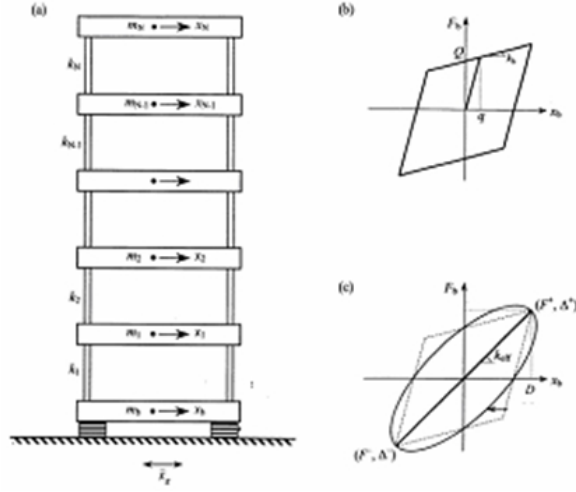 (a)
m_N x_N
k_N
m_N-1 x_N-1
k_N-1
m_2 x_2
k_2
m_1 x_1
k_1
m_b x_b
ẍ_g
(b)
F_b
Q
k_b
q
x_b
(c)
F_b
(F⁺, Δ⁺)
k_eff
D
x_b
(F⁻, Δ⁻)